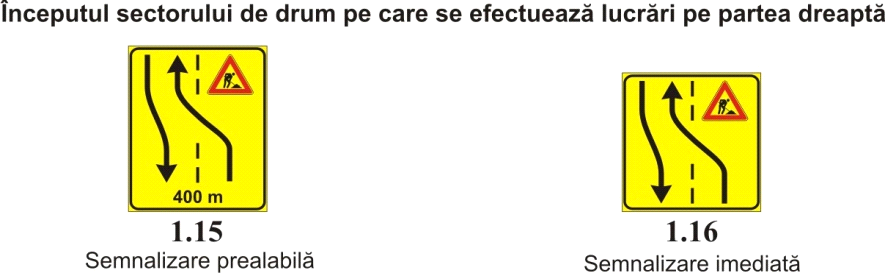 Începutul sectorului de drum pe care se efectuează lucrări pe partea dreaptă
400 m
1.15
Semnalizare prealabilă
1.16
Semnalizare imediată